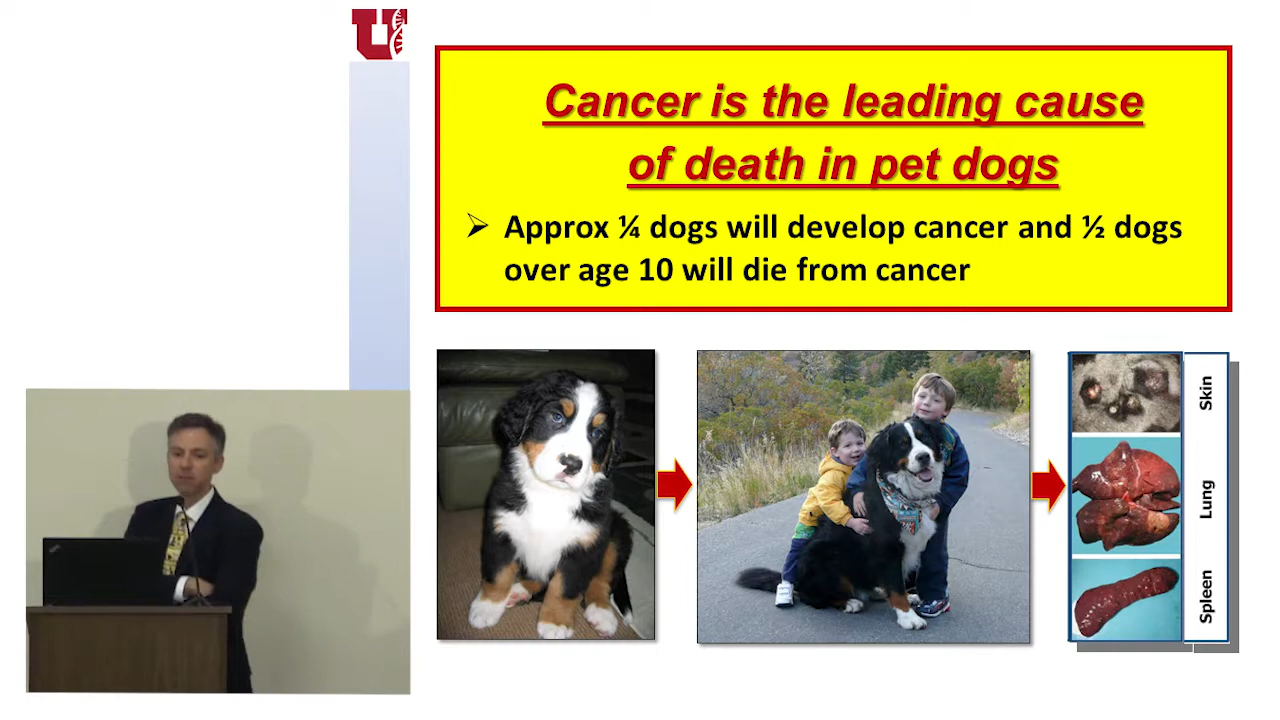 Cancer is the leading cause
of death in pet dogs
➢ Approx ¼ dogs will develop cancer and ½ dogs
over age 10 will die from cancer
Skin
Lung
Spleen
U